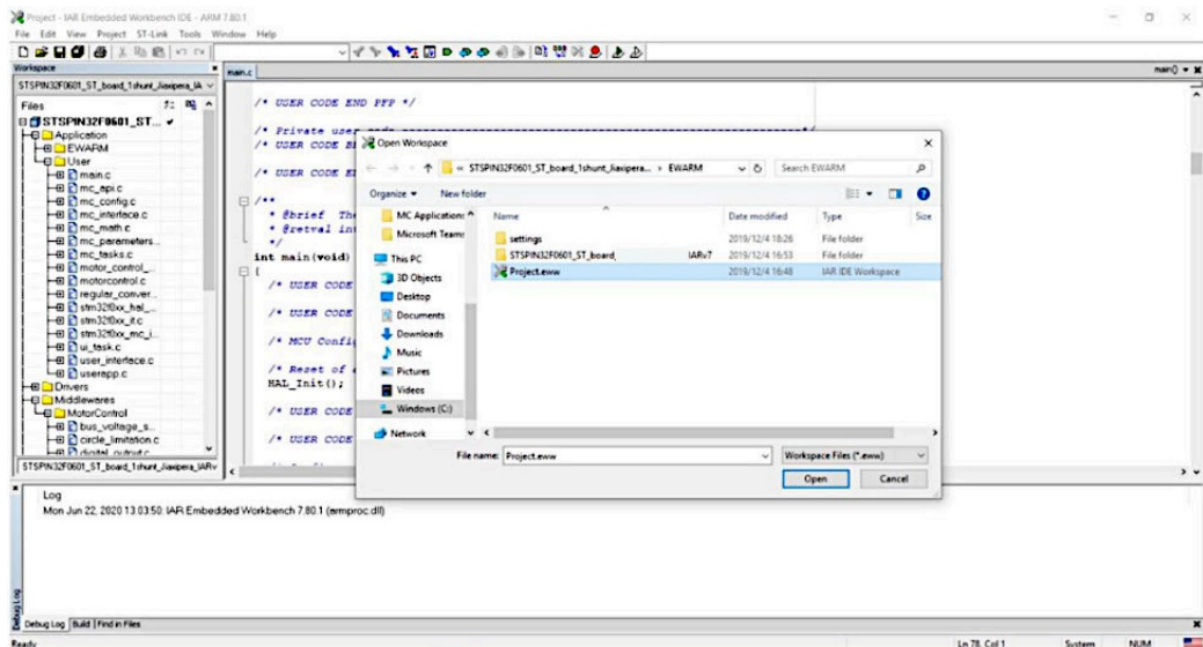 Project - IAR Embedded Workbench IDE - ARM 7.80.1
File Edit View Project ST-Link Tools Window Help
Workspace
main.c
main()
STSPIN32F0601_ST_board_1shunt_Jiaxipera_IA
Files
STSPIN32F0601_ST...
Application
EWARM
User
main.c
mc_api.c
mc_config.c
mc_interface.c
mc_math.c
mc_parameters...
mc_tasks.c
motor_control_...
motorcontrol.c
regular_conver...
stm32f0xx_hal_...
stm32f0xx_it.c
stm32f0xx_mc_i...
ui_task.c
user_interface.c
userapp.c
Drivers
Middlewares
MotorControl
bus_voltage_s...
circle_limitation.c
digital_output.c
STSPIN32F0601_ST_board_1shunt_Jiaxipera_IARv
/* USER CODE END PFP */
/* Private user code
/* USER CODE B
/* USER CODE E
/**
* @brief The
* @retval int
*/
int main(void)
{
/* USER CODE
/* USER CODE
/* MCU Config
/* Reset of
HAL_Init();
/* USER CODE
/* USER CODE
Open Workspace
« STSPIN32F0601_ST_board_1shunt_Jiaxipera... > EWARM
Search EWARM
Organize
New folder
MC Applications
Microsoft Teams
This PC
3D Objects
Desktop
Documents
Downloads
Music
Pictures
Videos
Windows (C:)
Network
Name Date modified Type Size
settings 2019/12/4 18:26 File folder
STSPIN32F0601_ST_board_ IARv7 2019/12/4 16:53 File folder
Project.eww 2019/12/4 16:48 IAR IDE Workspace
File name: Project.eww
Workspace Files (*.eww)
Open Cancel
Log
Mon Jun 22, 2020 13:03:50: IAR Embedded Workbench 7.80.1 (armproc.dll)
Debug Log
Debug Log Build Find in Files
Ready
Ln 78, Col 1 System NUM